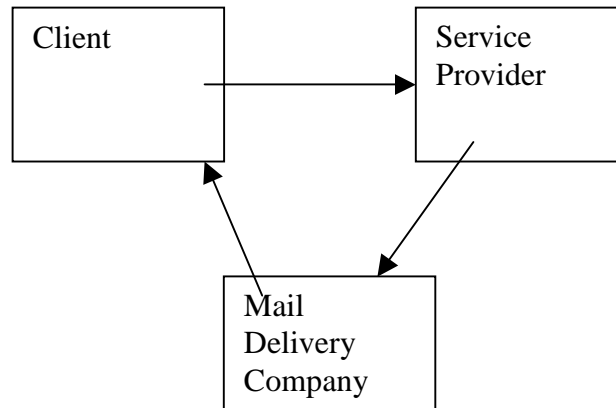 Client
Service
Provider
Mail
Delivery
Company